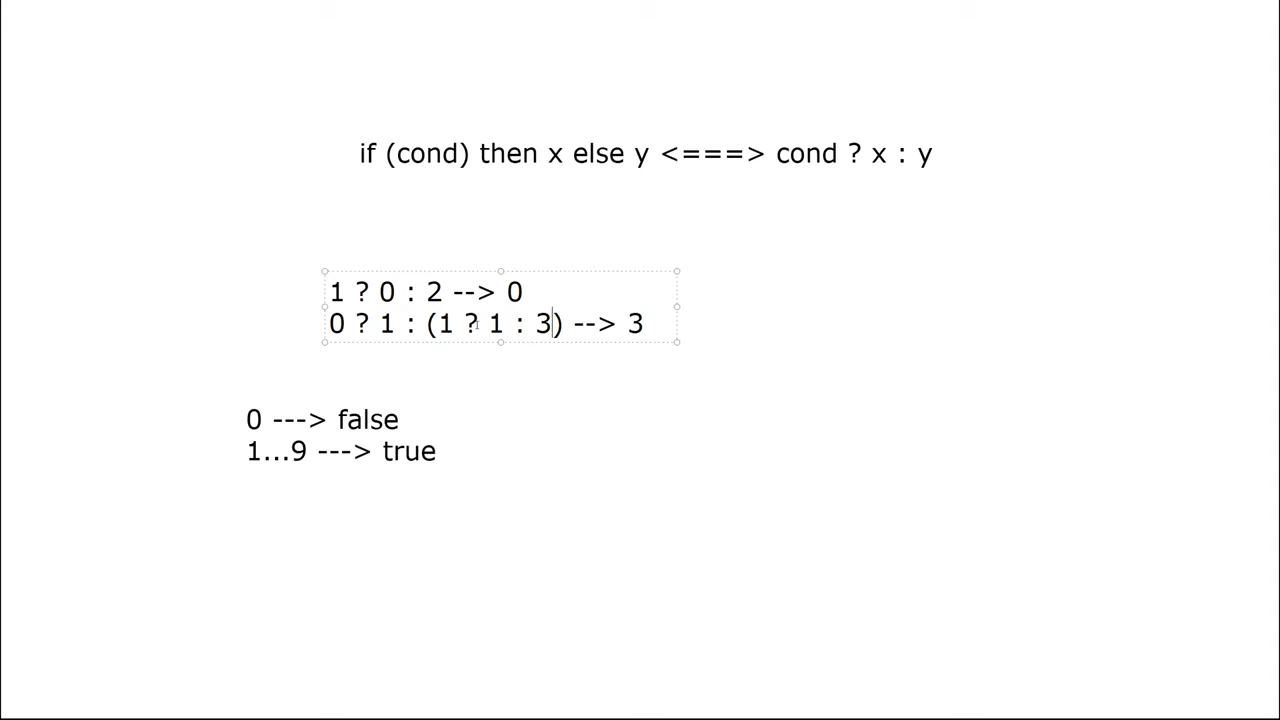 if (cond) then x else y <===> cond ? x : y
1 ? 0 : 2 --> 0
0 ? 1 : (1 ? 1 : 3) --> 3
0 ---> false
1...9 ---> true